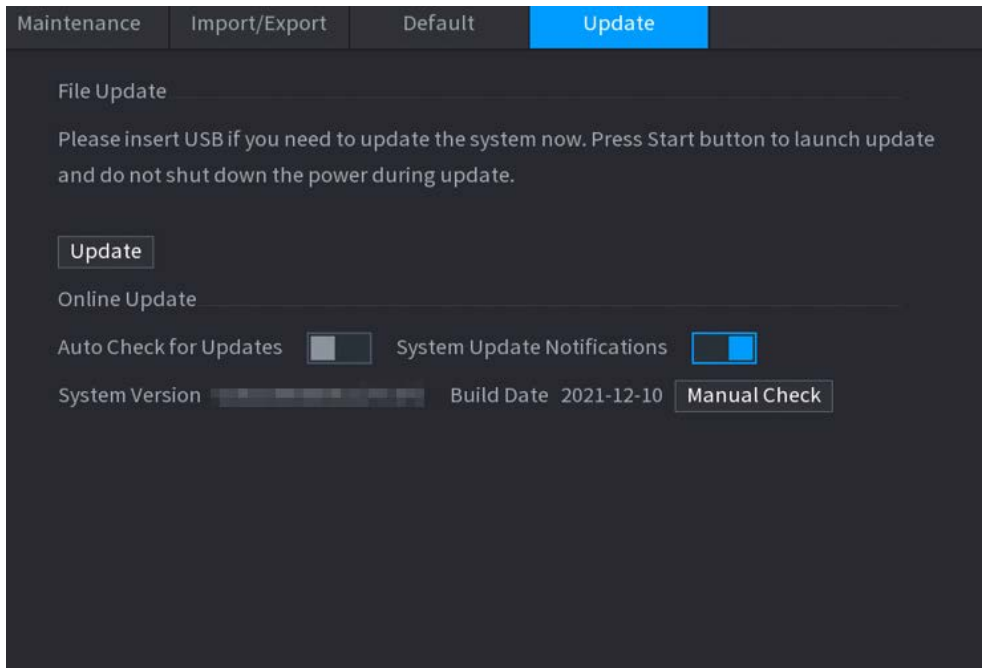 Maintenance Import/Export Default Update
File Update
Please insert USB if you need to update the system now. Press Start button to launch update
and do not shut down the power during update.
Update
Online Update
Auto Check for Updates System Update Notifications
System Version Build Date 2021-12-10 Manual Check